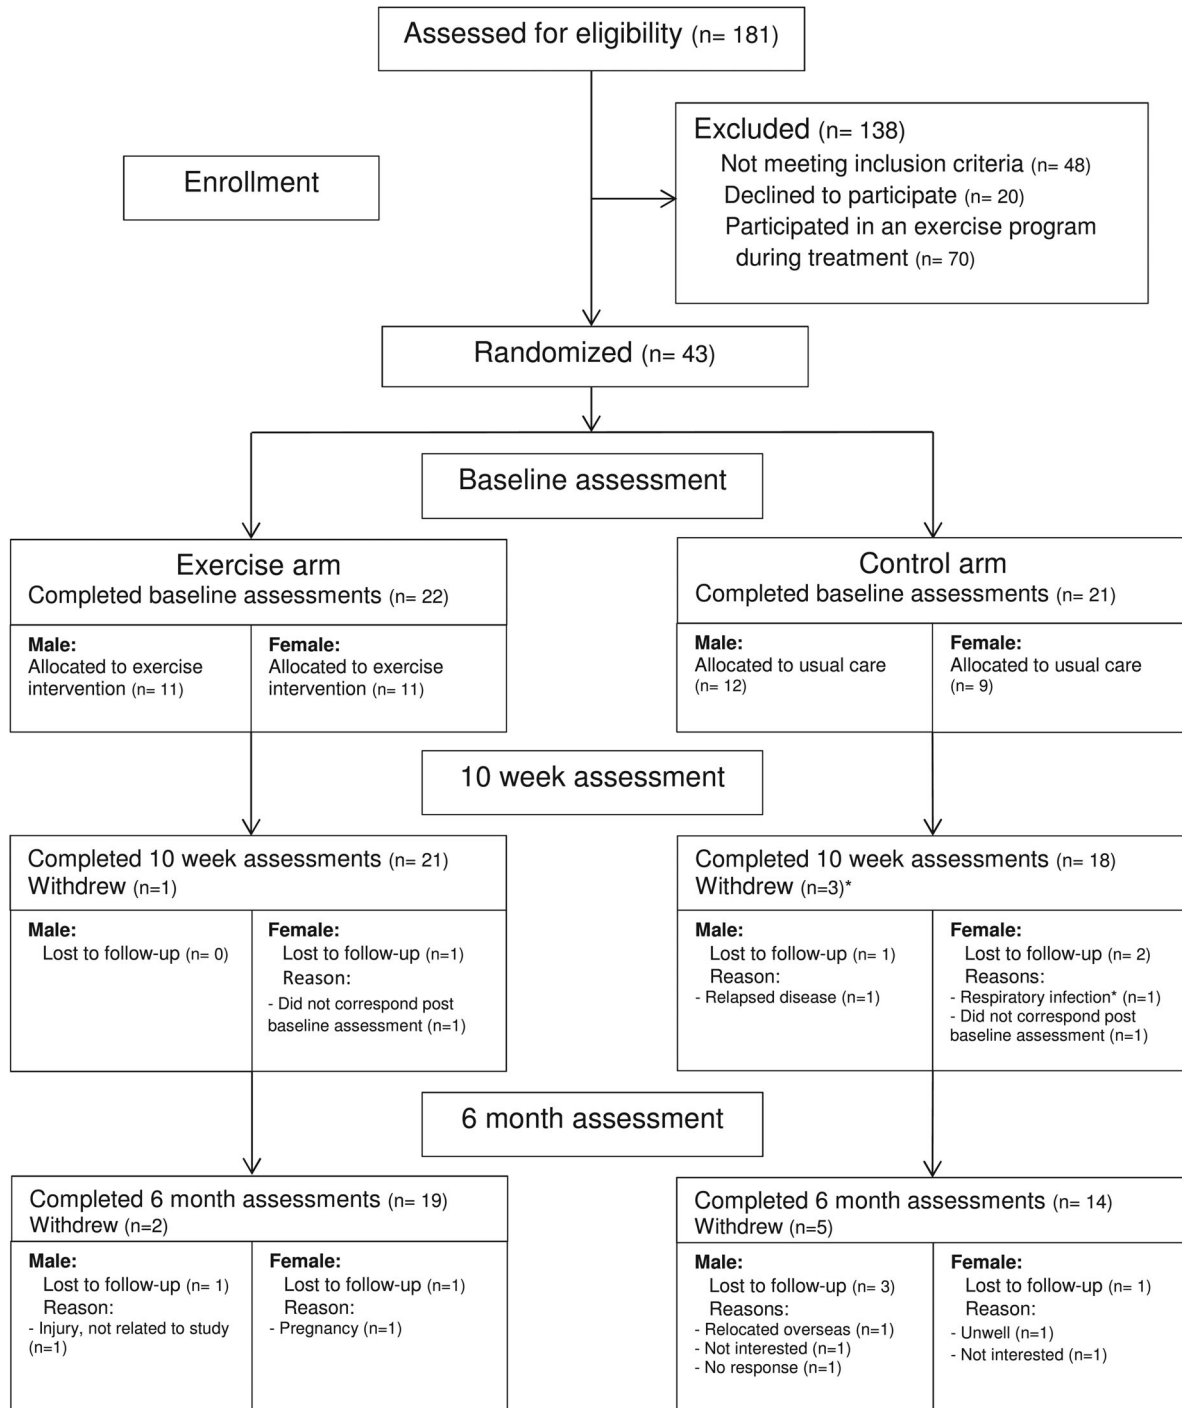 Assessed for eligibility (n= 181)
Enrollment
Excluded (n= 138)
Not meeting inclusion criteria (n= 48)
Declined to participate (n= 20)
Participated in an exercise program
during treatment (n= 70)
Randomized (n= 43)
Baseline assessment
Exercise arm
Completed baseline assessments (n= 22)
Male:
Allocated to exercise
intervention (n= 11)
Female:
Allocated to exercise
intervention (n= 11)
Control arm
Completed baseline assessments (n= 21)
Male:
Allocated to usual care
(n= 12)
Female:
Allocated to usual care
(n= 9)
10 week assessment
Completed 10 week assessments (n= 21)
Withdrew (n=1)
Male:
Lost to follow-up (n= 0)
Female:
Lost to follow-up (n=1)
Reason:
- Did not correspond post
baseline assessment (n=1)
Completed 10 week assessments (n= 18)
Withdrew (n=3)*
Male:
Lost to follow-up (n= 1)
Reason:
- Relapsed disease (n=1)
Female:
Lost to follow-up (n= 2)
Reasons:
- Respiratory infection* (n=1)
- Did not correspond post
baseline assessment (n=1)
6 month assessment
Completed 6 month assessments (n= 19)
Withdrew (n=2)
Male:
Lost to follow-up (n= 1)
Reason:
- Injury, not related to study
(n=1)
Female:
Lost to follow-up (n=1)
Reason:
- Pregnancy (n=1)
Completed 6 month assessments (n= 14)
Withdrew (n=5)
Male:
Lost to follow-up (n= 3)
Reasons:
- Relocated overseas (n=1)
- Not interested (n=1)
- No response (n=1)
Female:
Lost to follow-up (n= 1)
Reason:
- Unwell (n=1)
- Not interested (n=1)